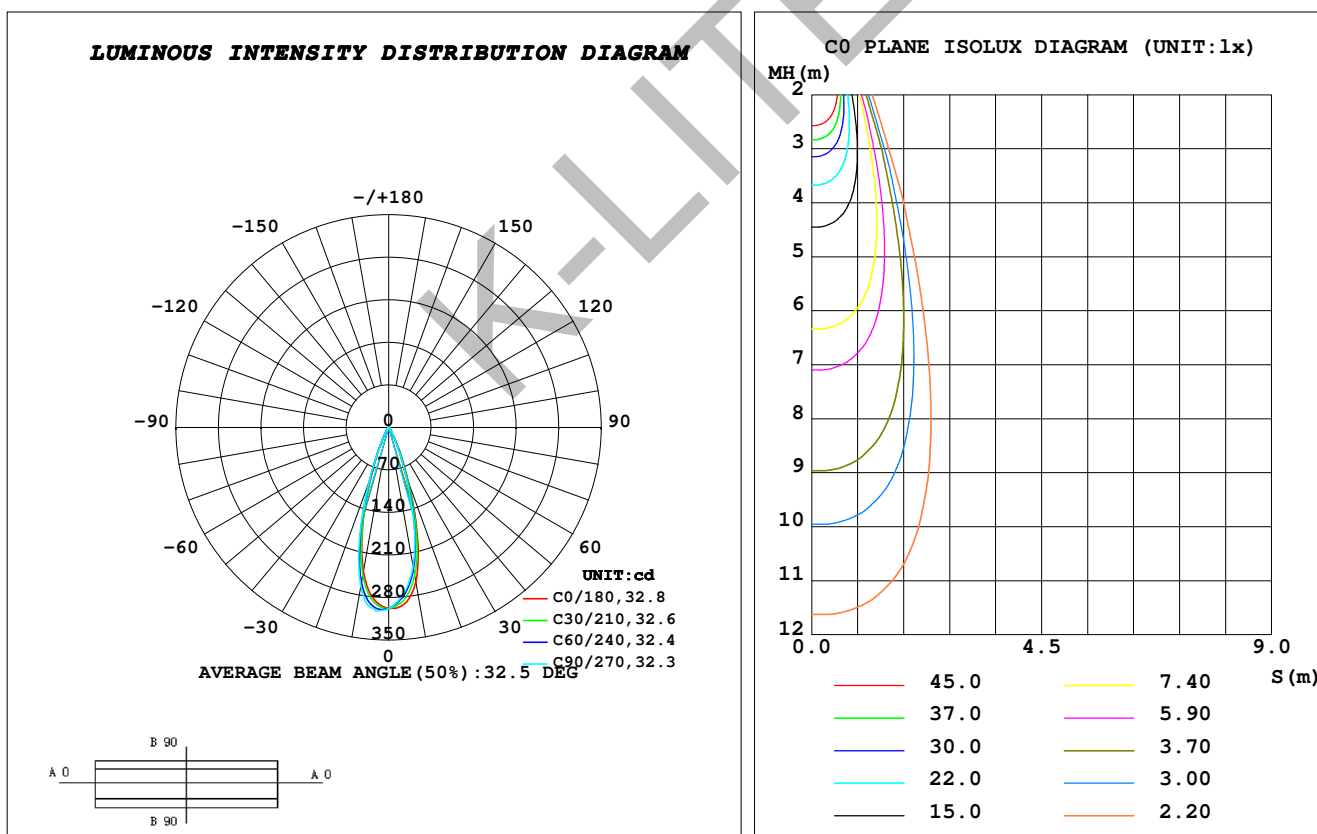 LUMINOUS INTENSITY DISTRIBUTION DIAGRAM
-/+180
-150
150
-120
120
-90
90
-60
60
-30
30
0
70
140
210
280
350
0
UNIT:cd
C0/180,32.8
C30/210,32.6
C60/240,32.4
C90/270,32.3
AVERAGE BEAM ANGLE(50%):32.5 DEG
B 90
A 0
A 0
B 90
C0 PLANE ISOLUX DIAGRAM (UNIT:lx)
MH(m)
2
3
4
5
6
7
8
9
10
11
12
0.0
4.5
9.0
S(m)
45.0
37.0
30.0
22.0
15.0
7.40
5.90
3.70
3.00
2.20
K-LITE